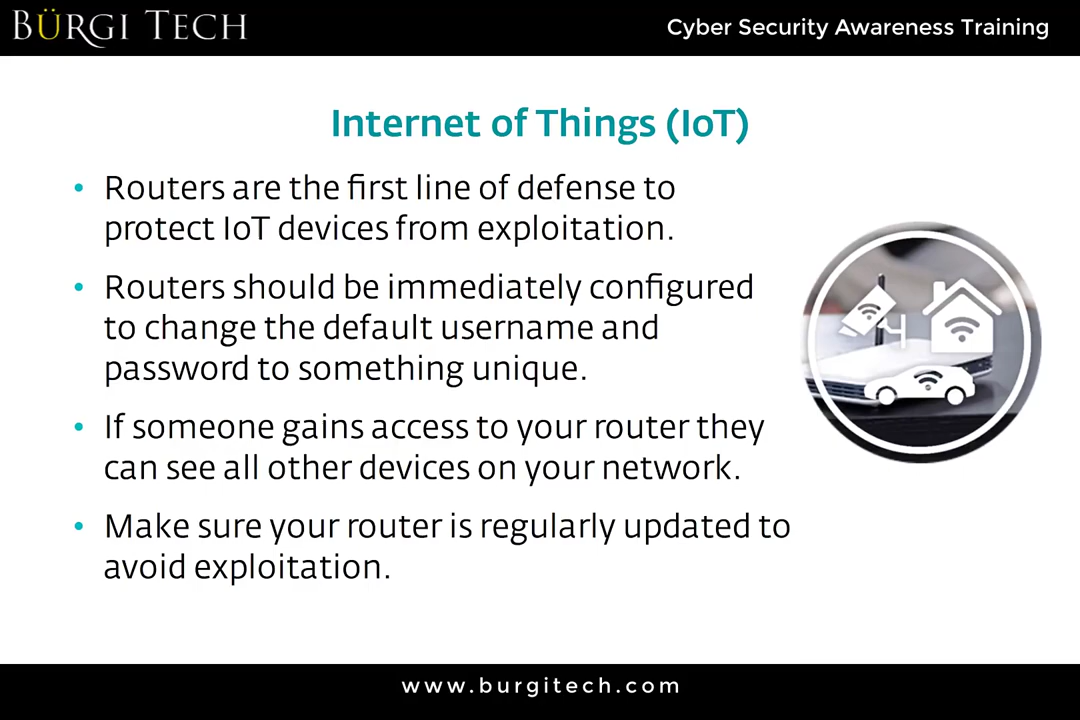 BÜRGI TECH
Cyber Security Awareness Training
Internet of Things (IoT)
• Routers are the first line of defense to
protect IoT devices from exploitation.
• Routers should be immediately configured
to change the default username and
password to something unique.
• If someone gains access to your router they
can see all other devices on your network.
• Make sure your router is regularly updated to
avoid exploitation.
www.burgitech.com